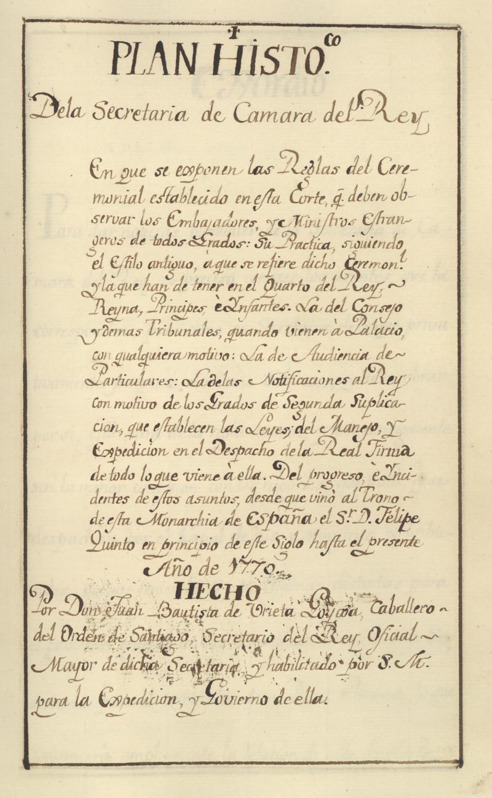 ✝
PLAN HISTO.co
Dela Secretaria de Camara del Rey,
En que se exponen las Reglas del Cere-
monial establecido en esta Corte, q̃ deben ob-
servar los Embajadores, y Ministros Estran-
geros de todos Grados: Su Practica, siguiendo
el Estilo antiguo, à que se refiere dicho Ceremon.l
y la que han de tener en el Quarto del Rey, ~
Reyna, Principes, è Infantes. La del Consejo
y demas Tribunales, quando vienen a Palacio,
con qualquiera motivo: La de Audiencia de ~
Particulares: La delas Notificaciones al Rey
con motivo de los Grados de Segunda Suplica-
cion, que establecen las Leyes; del Manejo, y
Expedicion en el Despacho de la Real Firma
de todo lo que viene à ella. Del progreso, è Inci-
dentes de estos asuntos, desde que vino al Trono ~
de esta Monarchia de España el S.r D. Felipe
Quinto en principio de este Siglo hasta el presente
Año de 1770.
HECHO
Por Don Juan Bautista de Urieta Caballero ~
del Orden de Santiago, Secretario del Rey, Oficial ~
Mayor de dicha Secretaria, y habilitado por S. M.
para la Expedicion, y Govierno de ella.